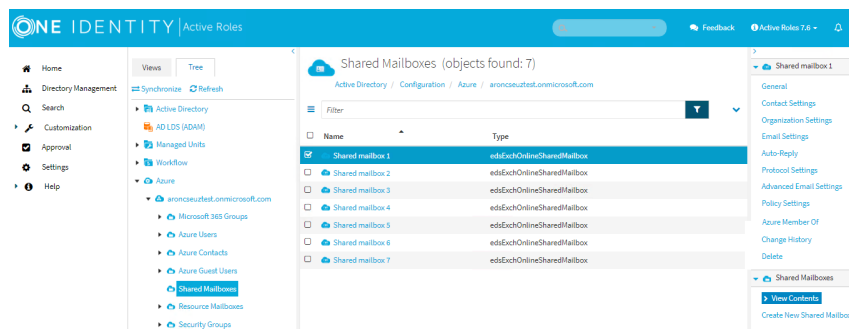 ONE IDENTITY Active Roles
Feedback
Active Roles 7.6
Home
Directory Management
Search
Customization
Approval
Settings
Help
Views
Tree
Synchronize
Refresh
Active Directory
AD LDS (ADAM)
Managed Units
Workflow
Azure
aroncseuztest.onmicrosoft.com
Microsoft 365 Groups
Azure Users
Azure Contacts
Azure Guest Users
Shared Mailboxes
Resource Mailboxes
Security Groups
Shared Mailboxes (objects found: 7)
Active Directory / Configuration / Azure / aroncseuztest.onmicrosoft.com
Filter
Name Type
Shared mailbox 1 edsExchOnlineSharedMailbox
Shared mailbox 2 edsExchOnlineSharedMailbox
Shared mailbox 3 edsExchOnlineSharedMailbox
Shared mailbox 4 edsExchOnlineSharedMailbox
Shared mailbox 5 edsExchOnlineSharedMailbox
Shared mailbox 6 edsExchOnlineSharedMailbox
Shared mailbox 7 edsExchOnlineSharedMailbox
Shared mailbox 1
General
Contact Settings
Organization Settings
Email Settings
Auto-Reply
Protocol Settings
Advanced Email Settings
Policy Settings
Azure Member Of
Change History
Delete
Shared Mailboxes
View Contents
Create New Shared Mailbo